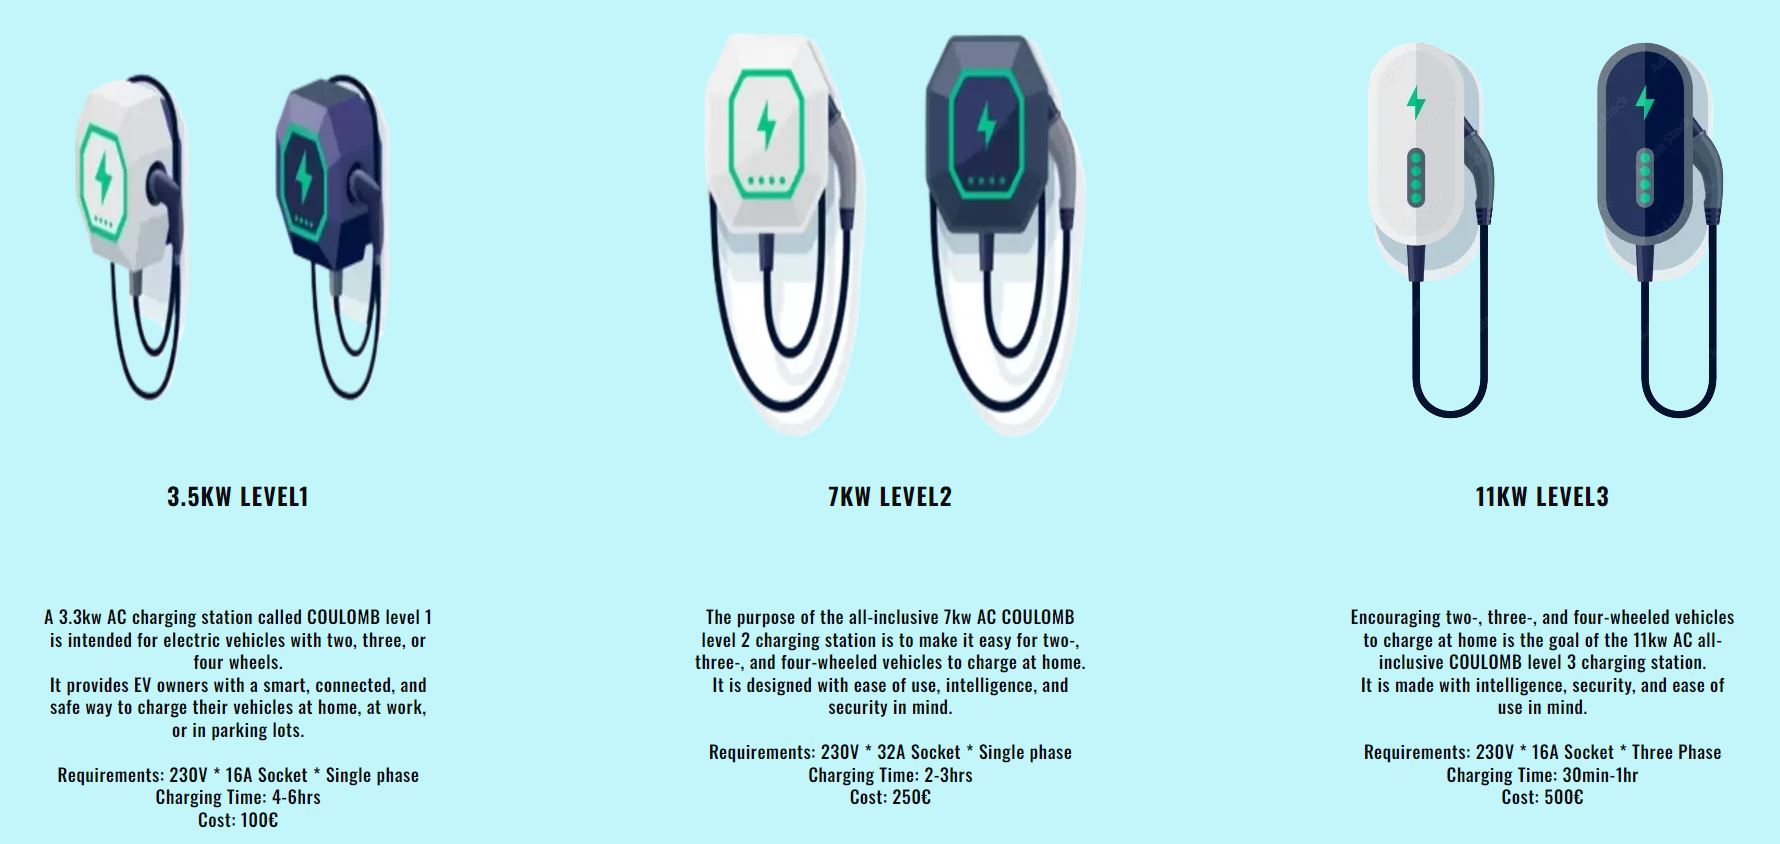 3.5KW LEVEL1
A 3.3kw AC charging station called COULOMB level 1
is intended for electric vehicles with two, three, or
four wheels.
It provides EV owners with a smart, connected, and
safe way to charge their vehicles at home, at work,
or in parking lots.
Requirements: 230V * 16A Socket * Single phase
Charging Time: 4-6hrs
Cost: 100€
7KW LEVEL2
The purpose of the all-inclusive 7kw AC COULOMB
level 2 charging station is to make it easy for two-,
three-, and four-wheeled vehicles to charge at home.
It is designed with ease of use, intelligence, and
security in mind.
Requirements: 230V * 32A Socket * Single phase
Charging Time: 2-3hrs
Cost: 250€
11KW LEVEL3
Encouraging two-, three-, and four-wheeled vehicles
to charge at home is the goal of the 11kw AC all-
inclusive COULOMB level 3 charging station.
It is made with intelligence, security, and ease of
use in mind.
Requirements: 230V * 16A Socket * Three Phase
Charging Time: 30min-1hr
Cost: 500€